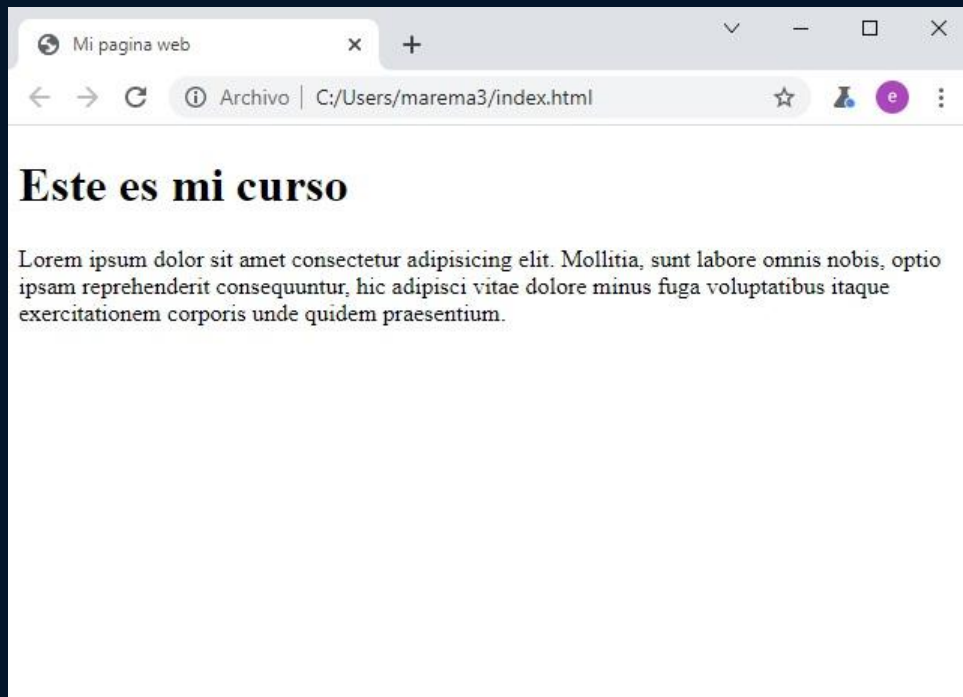 Mi pagina web
Archivo | C:/Users/marema3/index.html
e
Este es mi curso
Lorem ipsum dolor sit amet consectetur adipisicing elit. Mollitia, sunt labore omnis nobis, optio
ipsam reprehenderit consequuntur, hic adipisci vitae dolore minus fuga voluptatibus itaque
exercitationem corporis unde quidem praesentium.